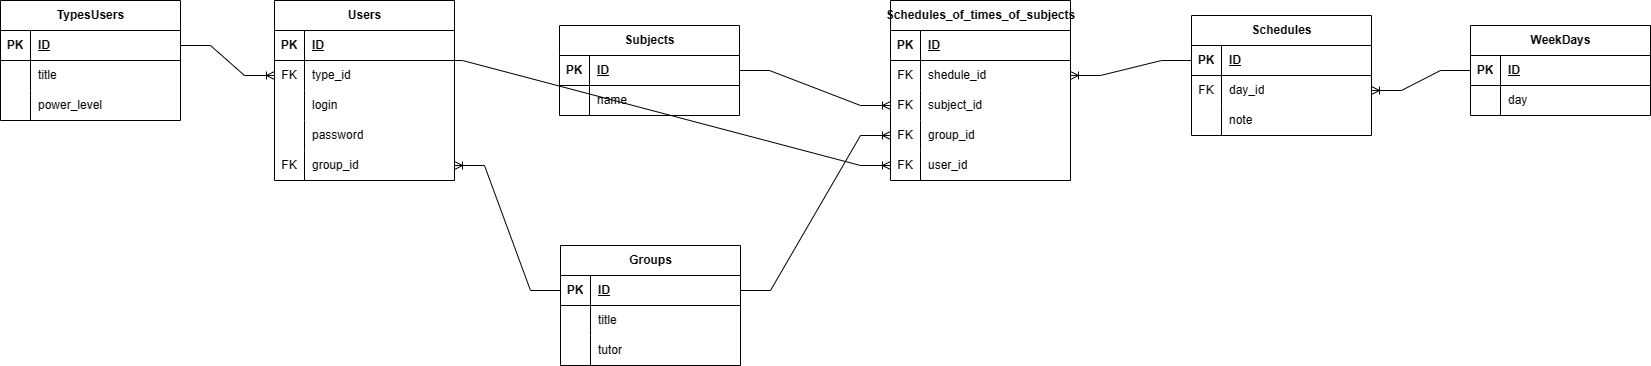 TypesUsers
PK ID
title
power_level
Users
PK ID
FK type_id
login
password
FK group_id
Subjects
PK ID
name
Schedules_of_times_of_subjects
PK ID
FK shedule_id
FK subject_id
FK group_id
FK user_id
Schedules
PK ID
FK day_id
note
WeekDays
PK ID
day
Groups
PK ID
title
tutor